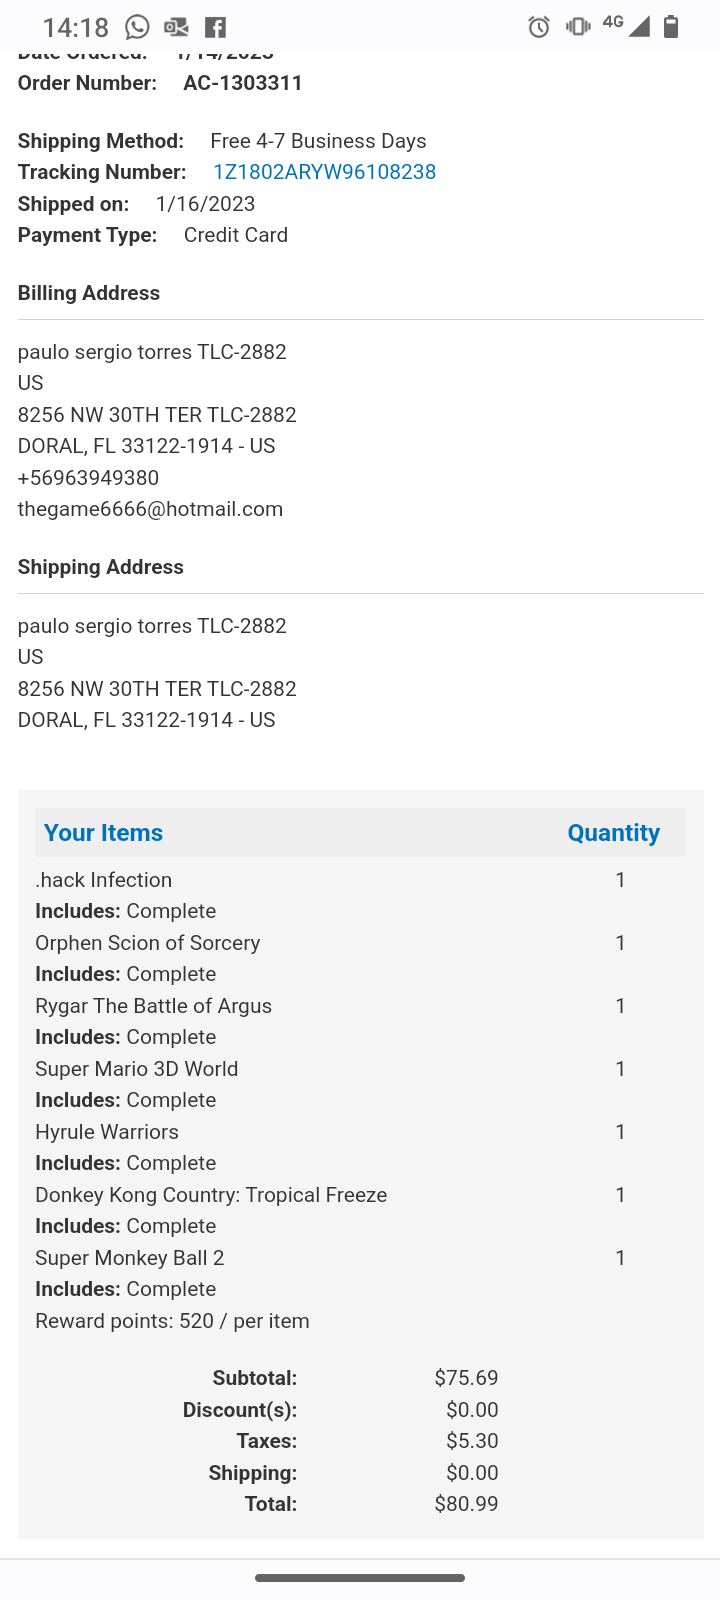 14:18 4G
Date Ordered: 1/14/2023
Order Number: AC-1303311
Shipping Method: Free 4-7 Business Days
Tracking Number: 1Z1802ARYW96108238
Shipped on: 1/16/2023
Payment Type: Credit Card
Billing Address
paulo sergio torres TLC-2882
US
8256 NW 30TH TER TLC-2882
DORAL, FL 33122-1914 - US
+56963949380
thegame6666@hotmail.com
Shipping Address
paulo sergio torres TLC-2882
US
8256 NW 30TH TER TLC-2882
DORAL, FL 33122-1914 - US
Your Items Quantity
.hack Infection 1
Includes: Complete
Orphen Scion of Sorcery 1
Includes: Complete
Rygar The Battle of Argus 1
Includes: Complete
Super Mario 3D World 1
Includes: Complete
Hyrule Warriors 1
Includes: Complete
Donkey Kong Country: Tropical Freeze 1
Includes: Complete
Super Monkey Ball 2 1
Includes: Complete
Reward points: 520 / per item
Subtotal: $75.69
Discount(s): $0.00
Taxes: $5.30
Shipping: $0.00
Total: $80.99